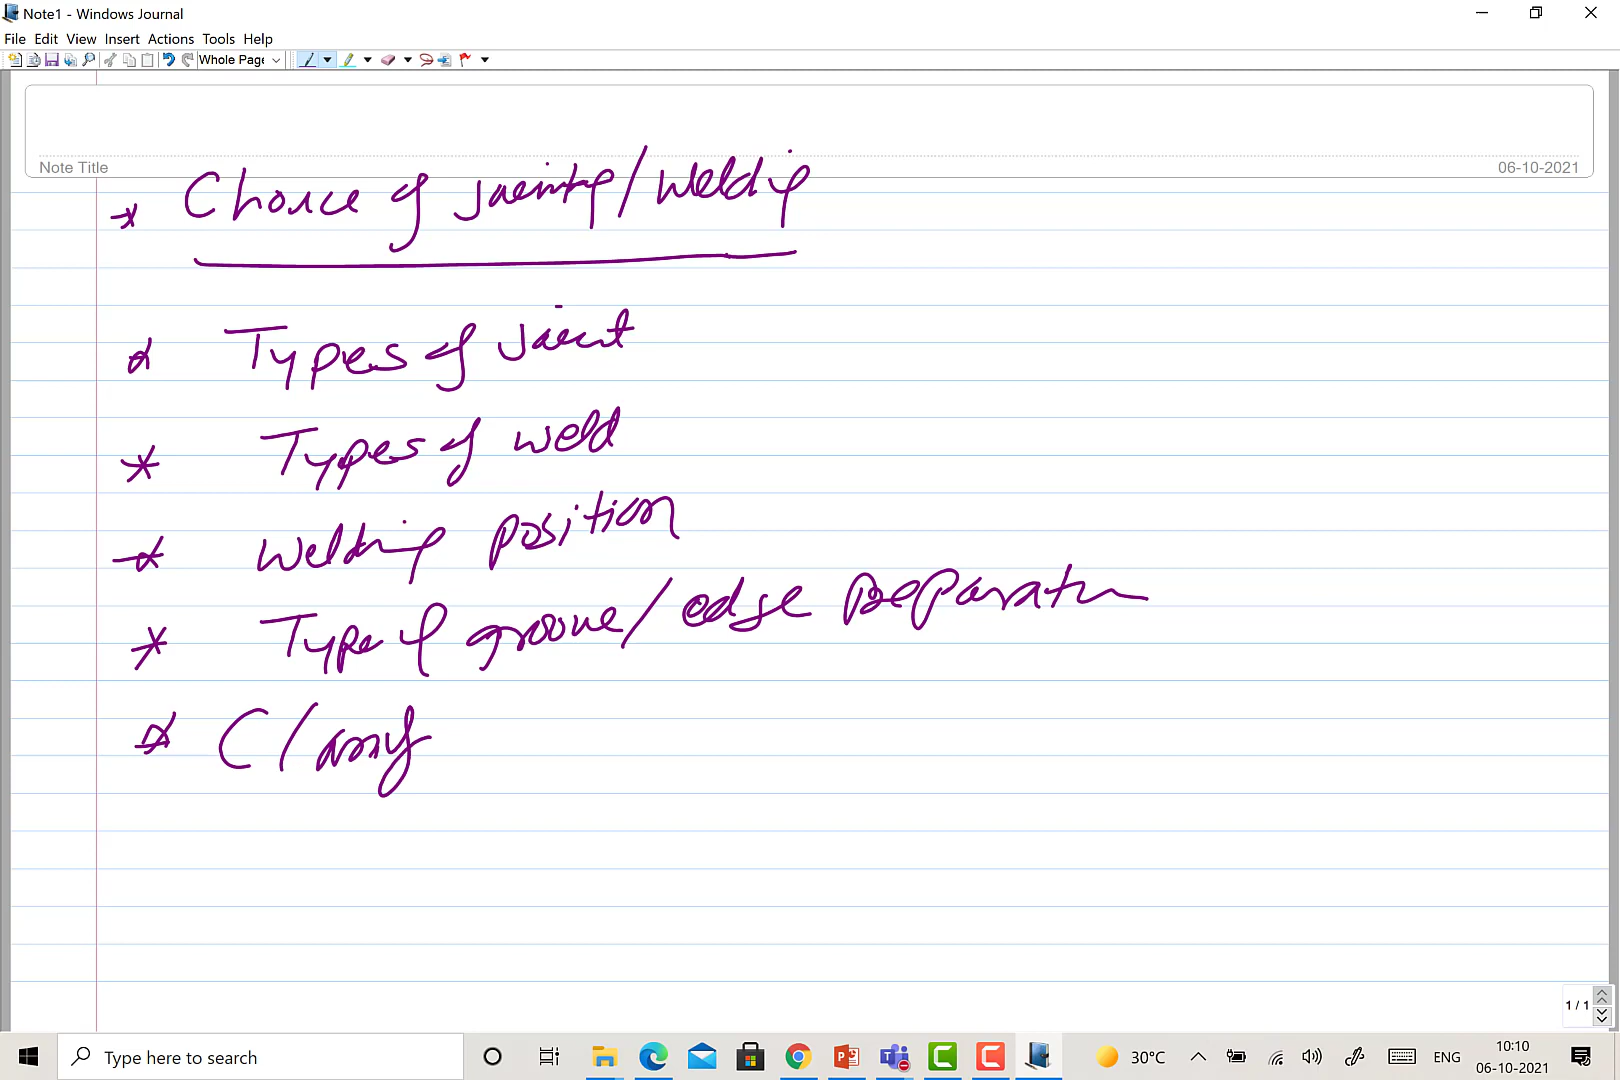 Note1 - Windows Journal
File Edit View Insert Actions Tools Help
Whole Page
Note Title
06-10-2021
* Choice of Jointing/Welding
* Types of Joint
* Types of weld
* Welding position
* Type of groove/edge preparation
* C/
1 / 1
Type here to search
30°C
ENG
10:10
06-10-2021